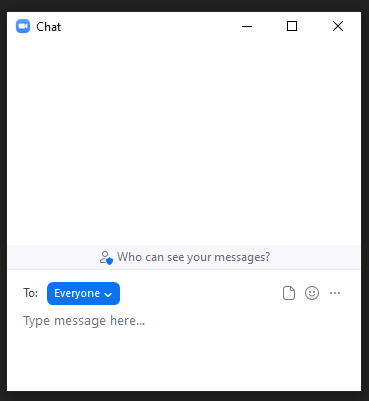 Chat
Who can see your messages?
To: Everyone
Type message here...